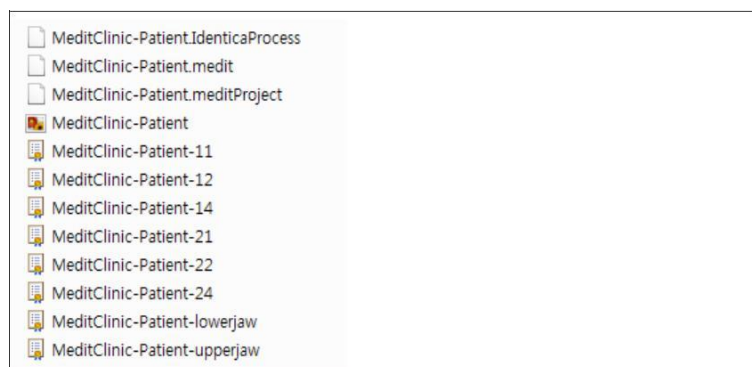 MeditClinic-Patient.IdenticaProcess
MeditClinic-Patient.medit
MeditClinic-Patient.meditProject
MeditClinic-Patient
MeditClinic-Patient-11
MeditClinic-Patient-12
MeditClinic-Patient-14
MeditClinic-Patient-21
MeditClinic-Patient-22
MeditClinic-Patient-24
MeditClinic-Patient-lowerjaw
MeditClinic-Patient-upperjaw